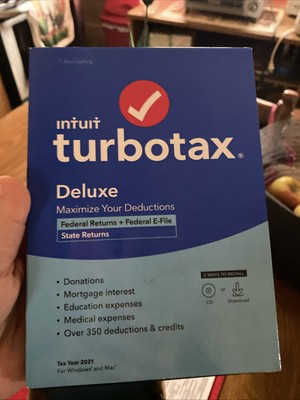 #1 Best-Selling
ıntuıt
turbotax®
Deluxe
Maximize Your Deductions
Federal Returns + Federal E-File
State Returns
• Donations
• Mortgage interest
• Education expenses
• Medical expenses
• Over 350 deductions & credits
2 WAYS TO INSTALL
CD or Download
Tax Year 2021
For Windows® and Mac®